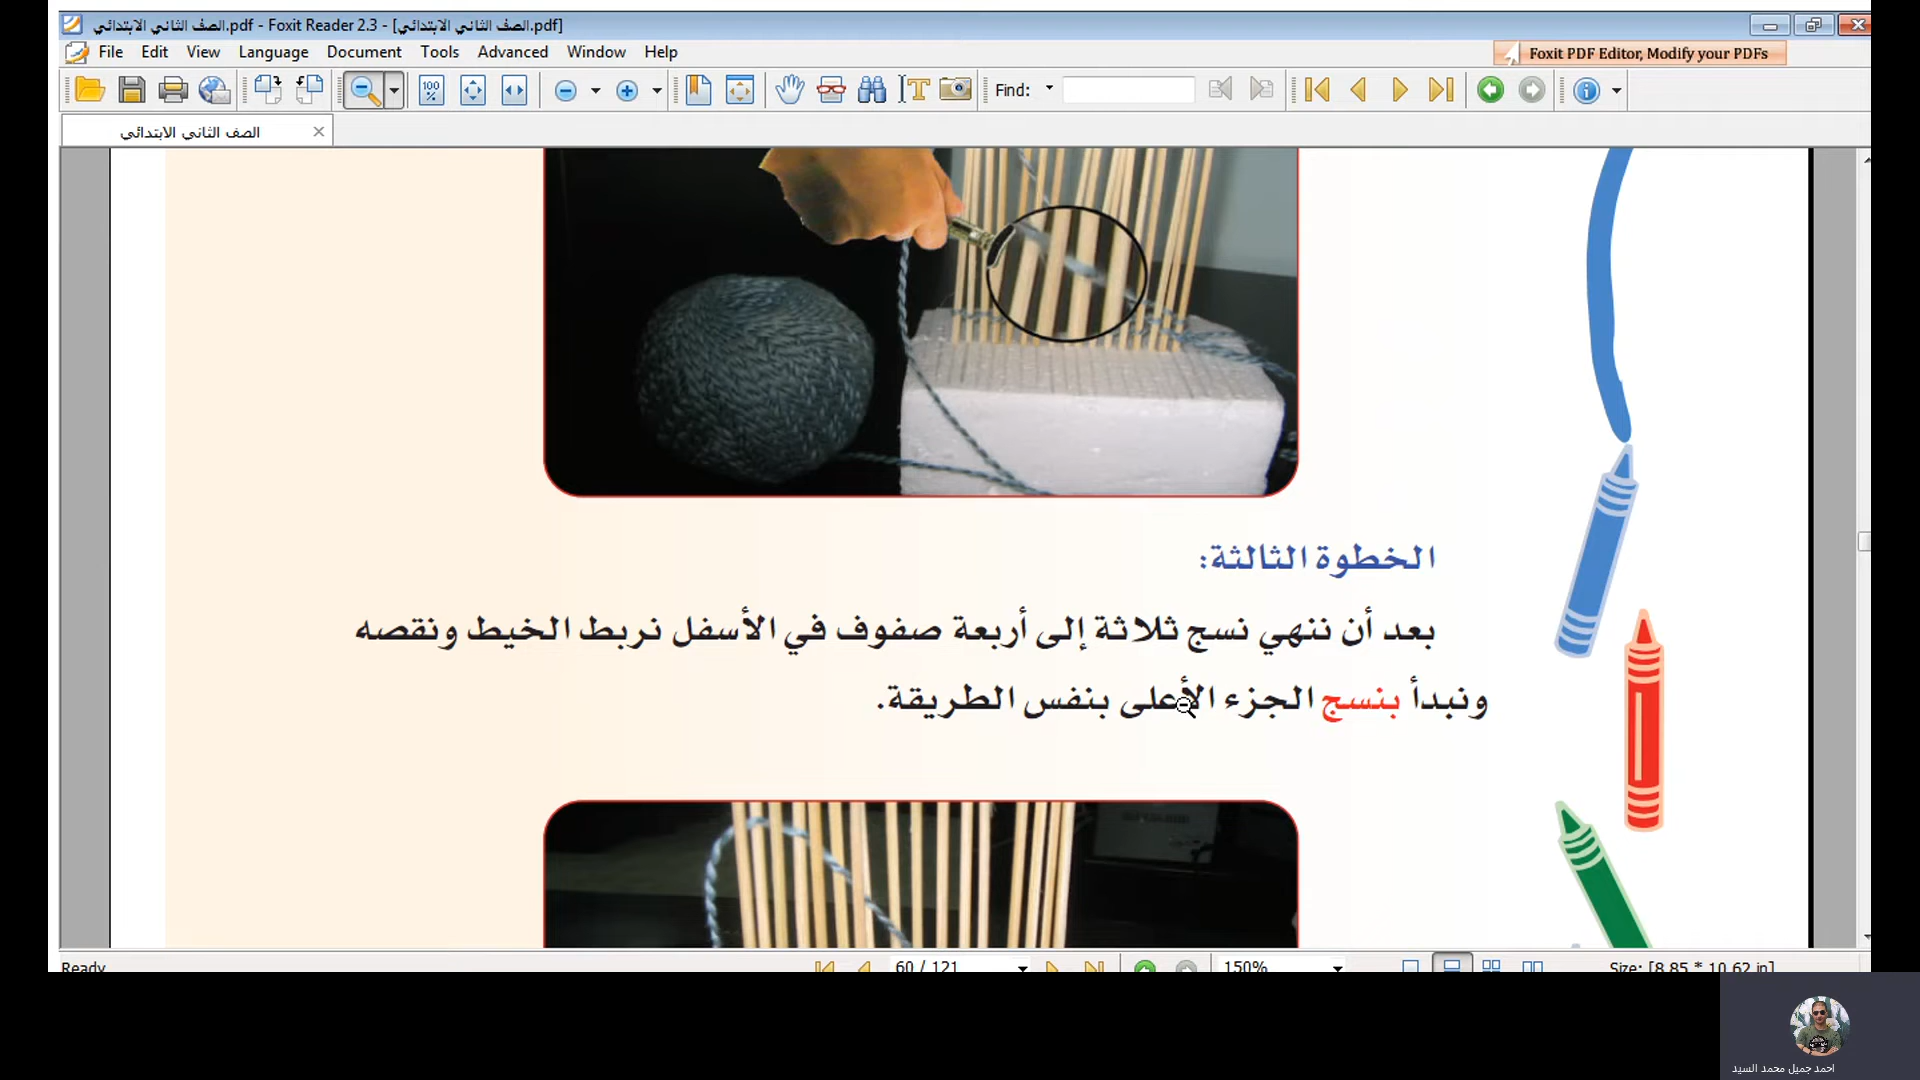 الصف الثاني الابتدائي.pdf - Foxit Reader 2.3 - [الصف الثاني الابتدائي.pdf]
File Edit View Language Document Tools Advanced Window Help
Foxit PDF Editor, Modify your PDFs
Find:
الصف الثاني الابتدائي
الخطوة الثالثة:
بعد أن ننهي نسج ثلاثة إلى أربعة صفوف في الأسفل نربط الخيط ونقصه
ونبدأ بنسج الجزء الأعلى بنفس الطريقة.
Ready 60 / 121 150% Size: [8.85 * 10.62 in]
احمد جميل محمد السيد